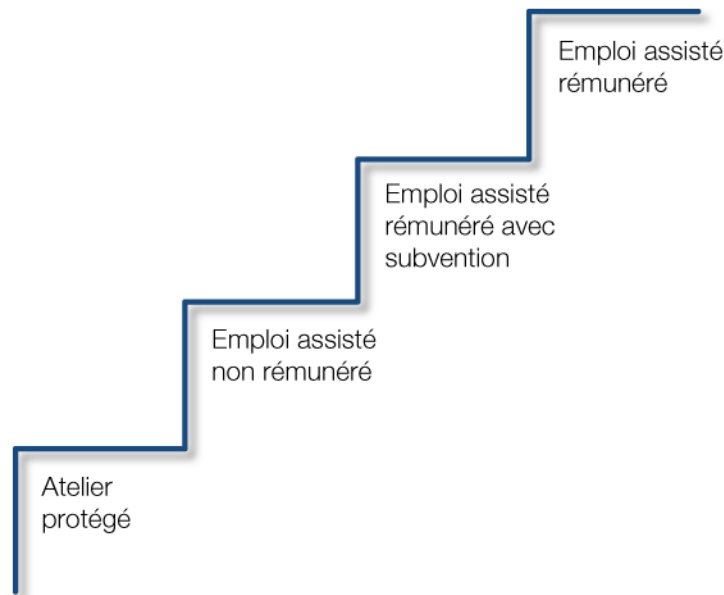 Emploi assisté
rémunéré
Emploi assisté
rémunéré avec
subvention
Emploi assisté
non rémunéré
Atelier
protégé